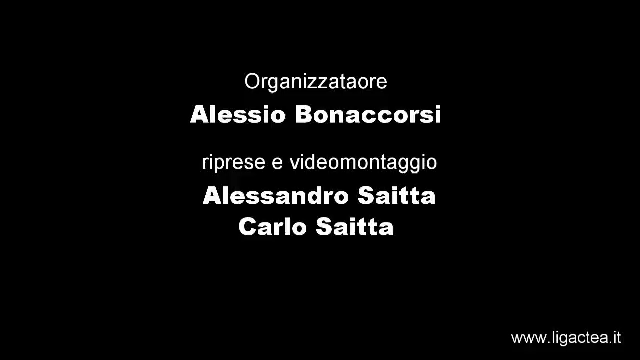 Organizzataore
Alessio Bonaccorsi
riprese e videomontaggio
Alessandro Saitta
Carlo Saitta
www.ligactea.it